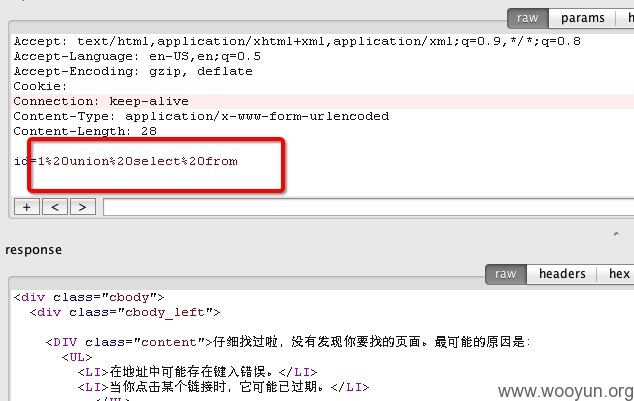 raw params
Accept: text/html,application/xhtml+xml,application/xml;q=0.9,*/*;q=0.8
Accept-Language: en-US,en;q=0.5
Accept-Encoding: gzip, deflate
Cookie:
Connection: keep-alive
Content-Type: application/x-www-form-urlencoded
Content-Length: 28
id=1%20union%20select%20from
+ < >
response
raw headers hex
<div class="cbody">
<div class="cbody_left">
<DIV class="content">仔细找过啦，没有发现你要找的页面。最可能的原因是：
<UL>
<LI>在地址中可能存在键入错误。</LI>
<LI>当你点击某个链接时，它可能已过期。</LI>
</UL>
www.wooyun.org